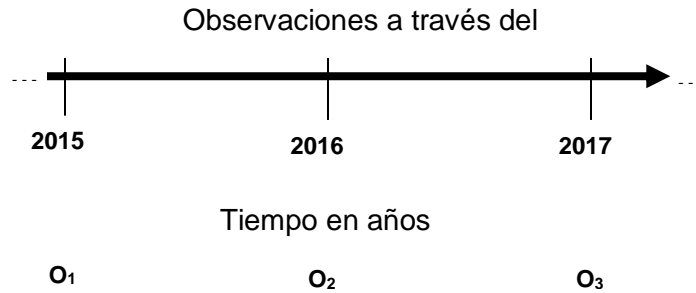 Observaciones a través del
--- --
2015 2016 2017
Tiempo en años
O₁ O₂ O₃